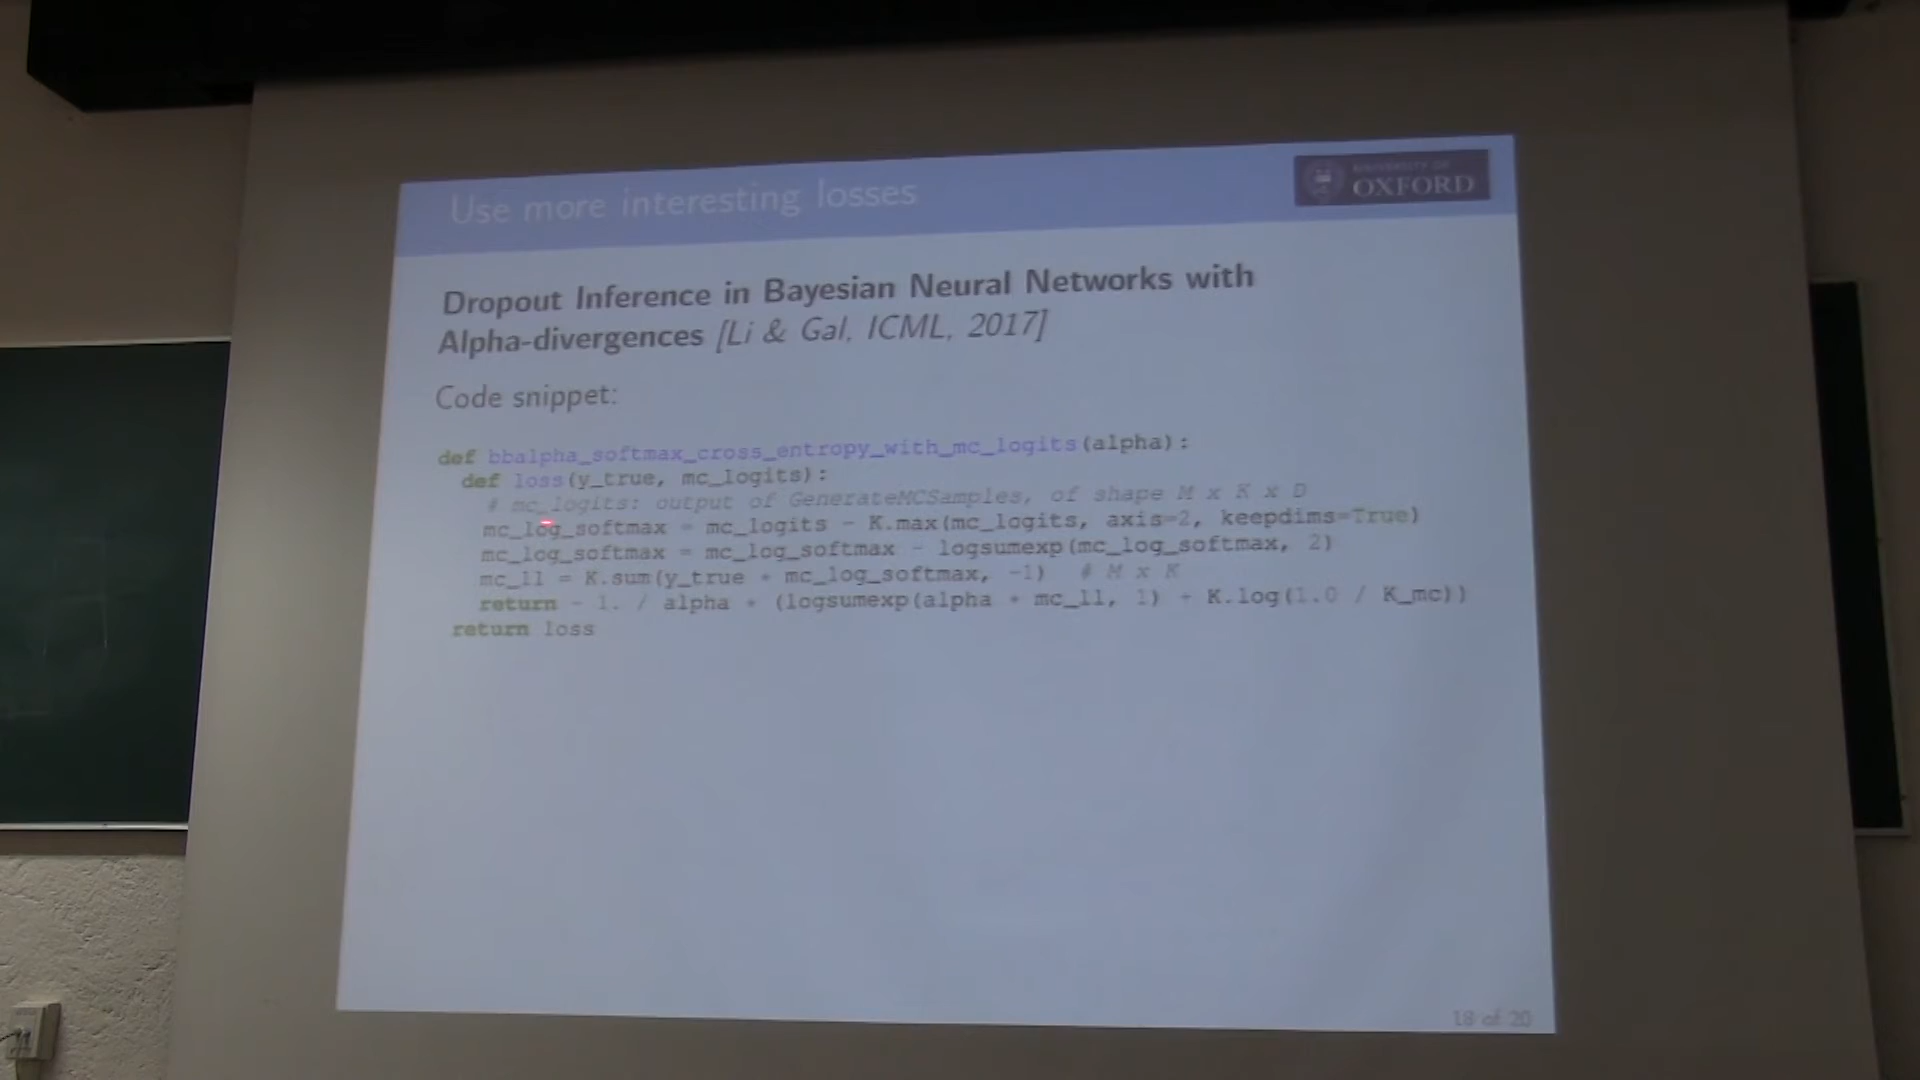 Use more interesting losses
UNIVERSITY OF
OXFORD
Dropout Inference in Bayesian Neural Networks with
Alpha-divergences [Li & Gal, ICML, 2017]
Code snippet:
def bbalpha_softmax_cross_entropy_with_mc_logits(alpha):
def loss(y_true, mc_logits):
# mc_logits: output of GenerateMCSamples, of shape M x K x D
mc_log_softmax = mc_logits - K.max(mc_logits, axis=2, keepdims=True)
mc_log_softmax = mc_log_softmax - logsumexp(mc_log_softmax, 2)
mc_ll = K.sum(y_true * mc_log_softmax, -1) # M x K
return - 1. / alpha * (logsumexp(alpha * mc_ll, 1) + K.log(1.0 / K_mc))
return loss
18 of 20